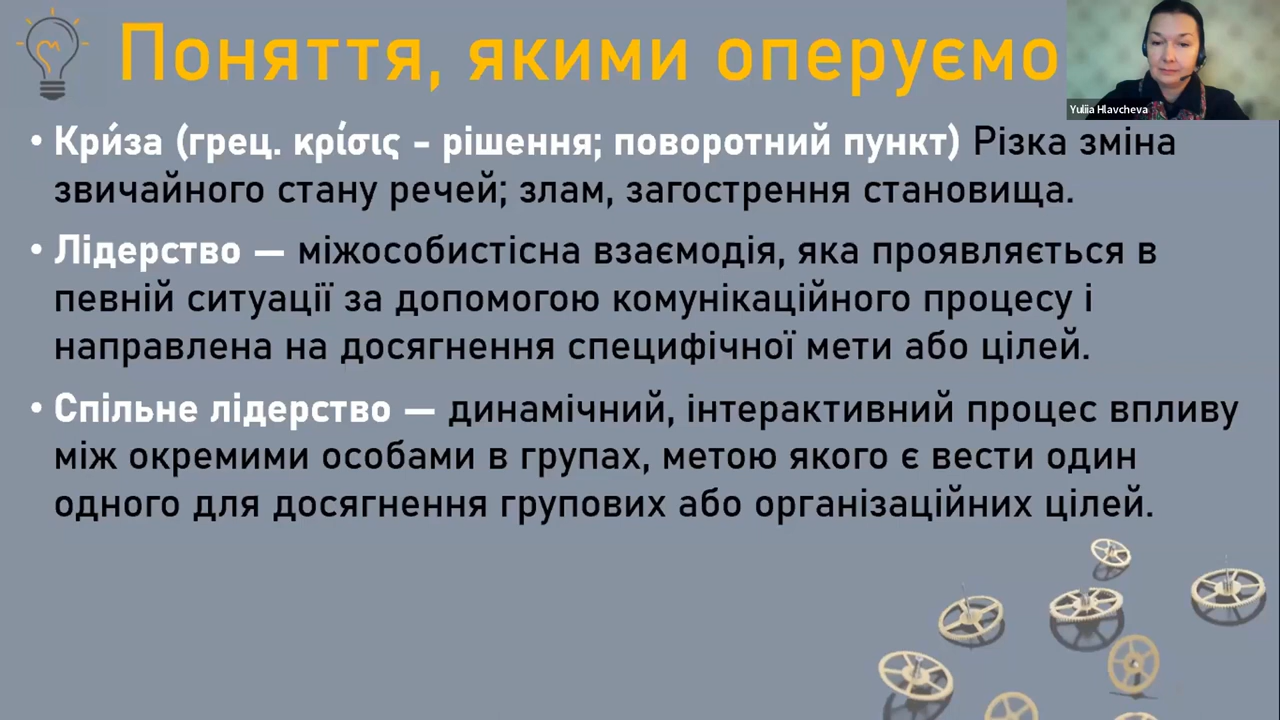 Поняття, якими оперуємо
Yuliia Hlavcheva
• Кри́за (грец. κρίσις - рішення; поворотний пункт) Різка зміна
звичайного стану речей; злам, загострення становища.
• Лідерство — міжособистісна взаємодія, яка проявляється в
певній ситуації за допомогою комунікаційного процесу і
направлена на досягнення специфічної мети або цілей.
• Спільне лідерство — динамічний, інтерактивний процес впливу
між окремими особами в групах, метою якого є вести один
одного для досягнення групових або організаційних цілей.